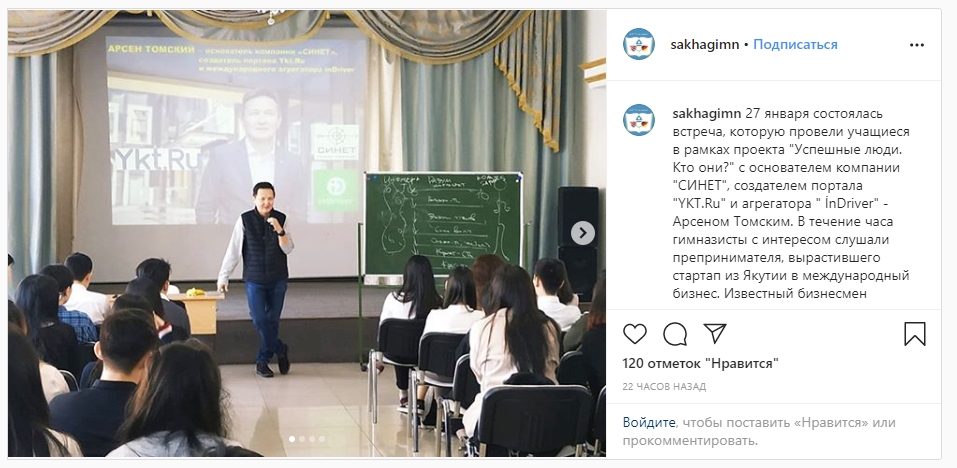 АРСЕН ТОМСКИЙ - основатель компании «СИНЕТ»,
создатель портала Ykt.Ru
и международного агрегатора inDriver
Ykt.Ru
СИНЕТ
inDriver
sakhagimn • Подписаться
sakhagimn 27 января состоялась
встреча, которую провели учащиеся
в рамках проекта "Успешные люди.
Кто они?" с основателем компании
"СИНЕТ", создателем портала
"YKT.Ru" и агрегатора " İnDriver" -
Арсеном Томским. В течение часа
гимназисты с интересом слушали
препринимателя, вырастившего
стартап из Якутии в международный
бизнес. Известный бизнесмен
120 отметок "Нравится"
22 ЧАСОВ НАЗАД
Войдите, чтобы поставить «Нравится» или
прокомментировать.